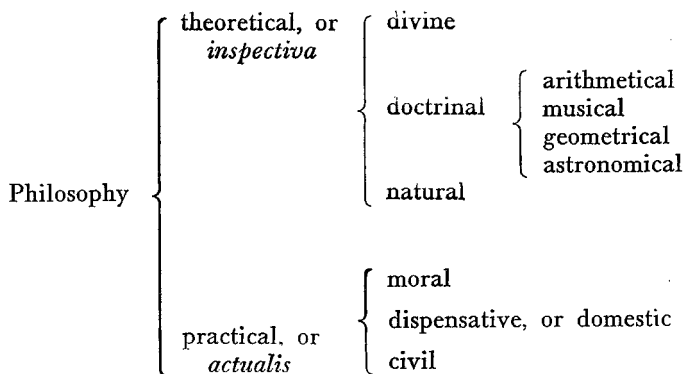 theoretical, or
inspectiva
divine
doctrinal
arithmetical
musical
geometrical
astronomical
natural
Philosophy
practical, or
actualis
moral
dispensative, or domestic
civil